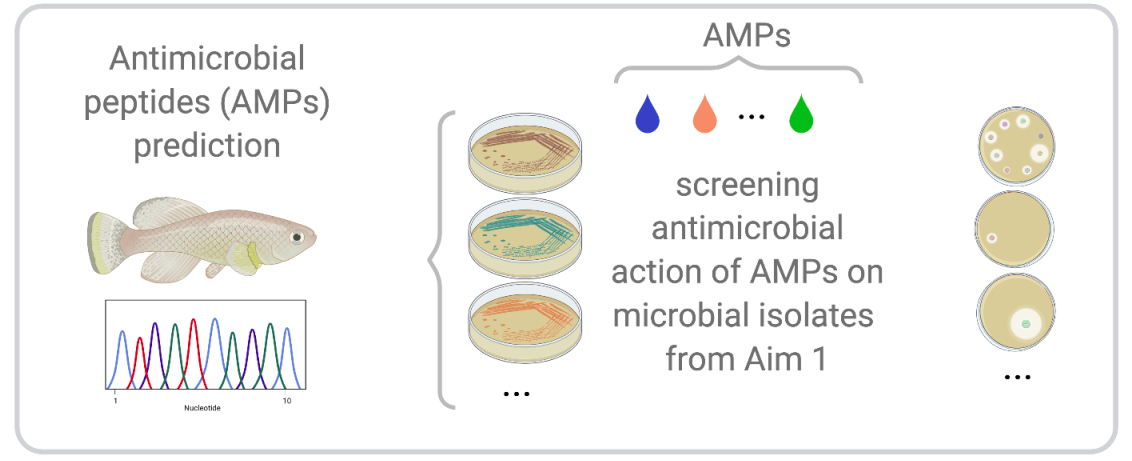 Antimicrobial
peptides (AMPs)
prediction
1
10
Nucleotide
...
AMPs
...
screening
antimicrobial
action of AMPs on
microbial isolates
from Aim 1
...